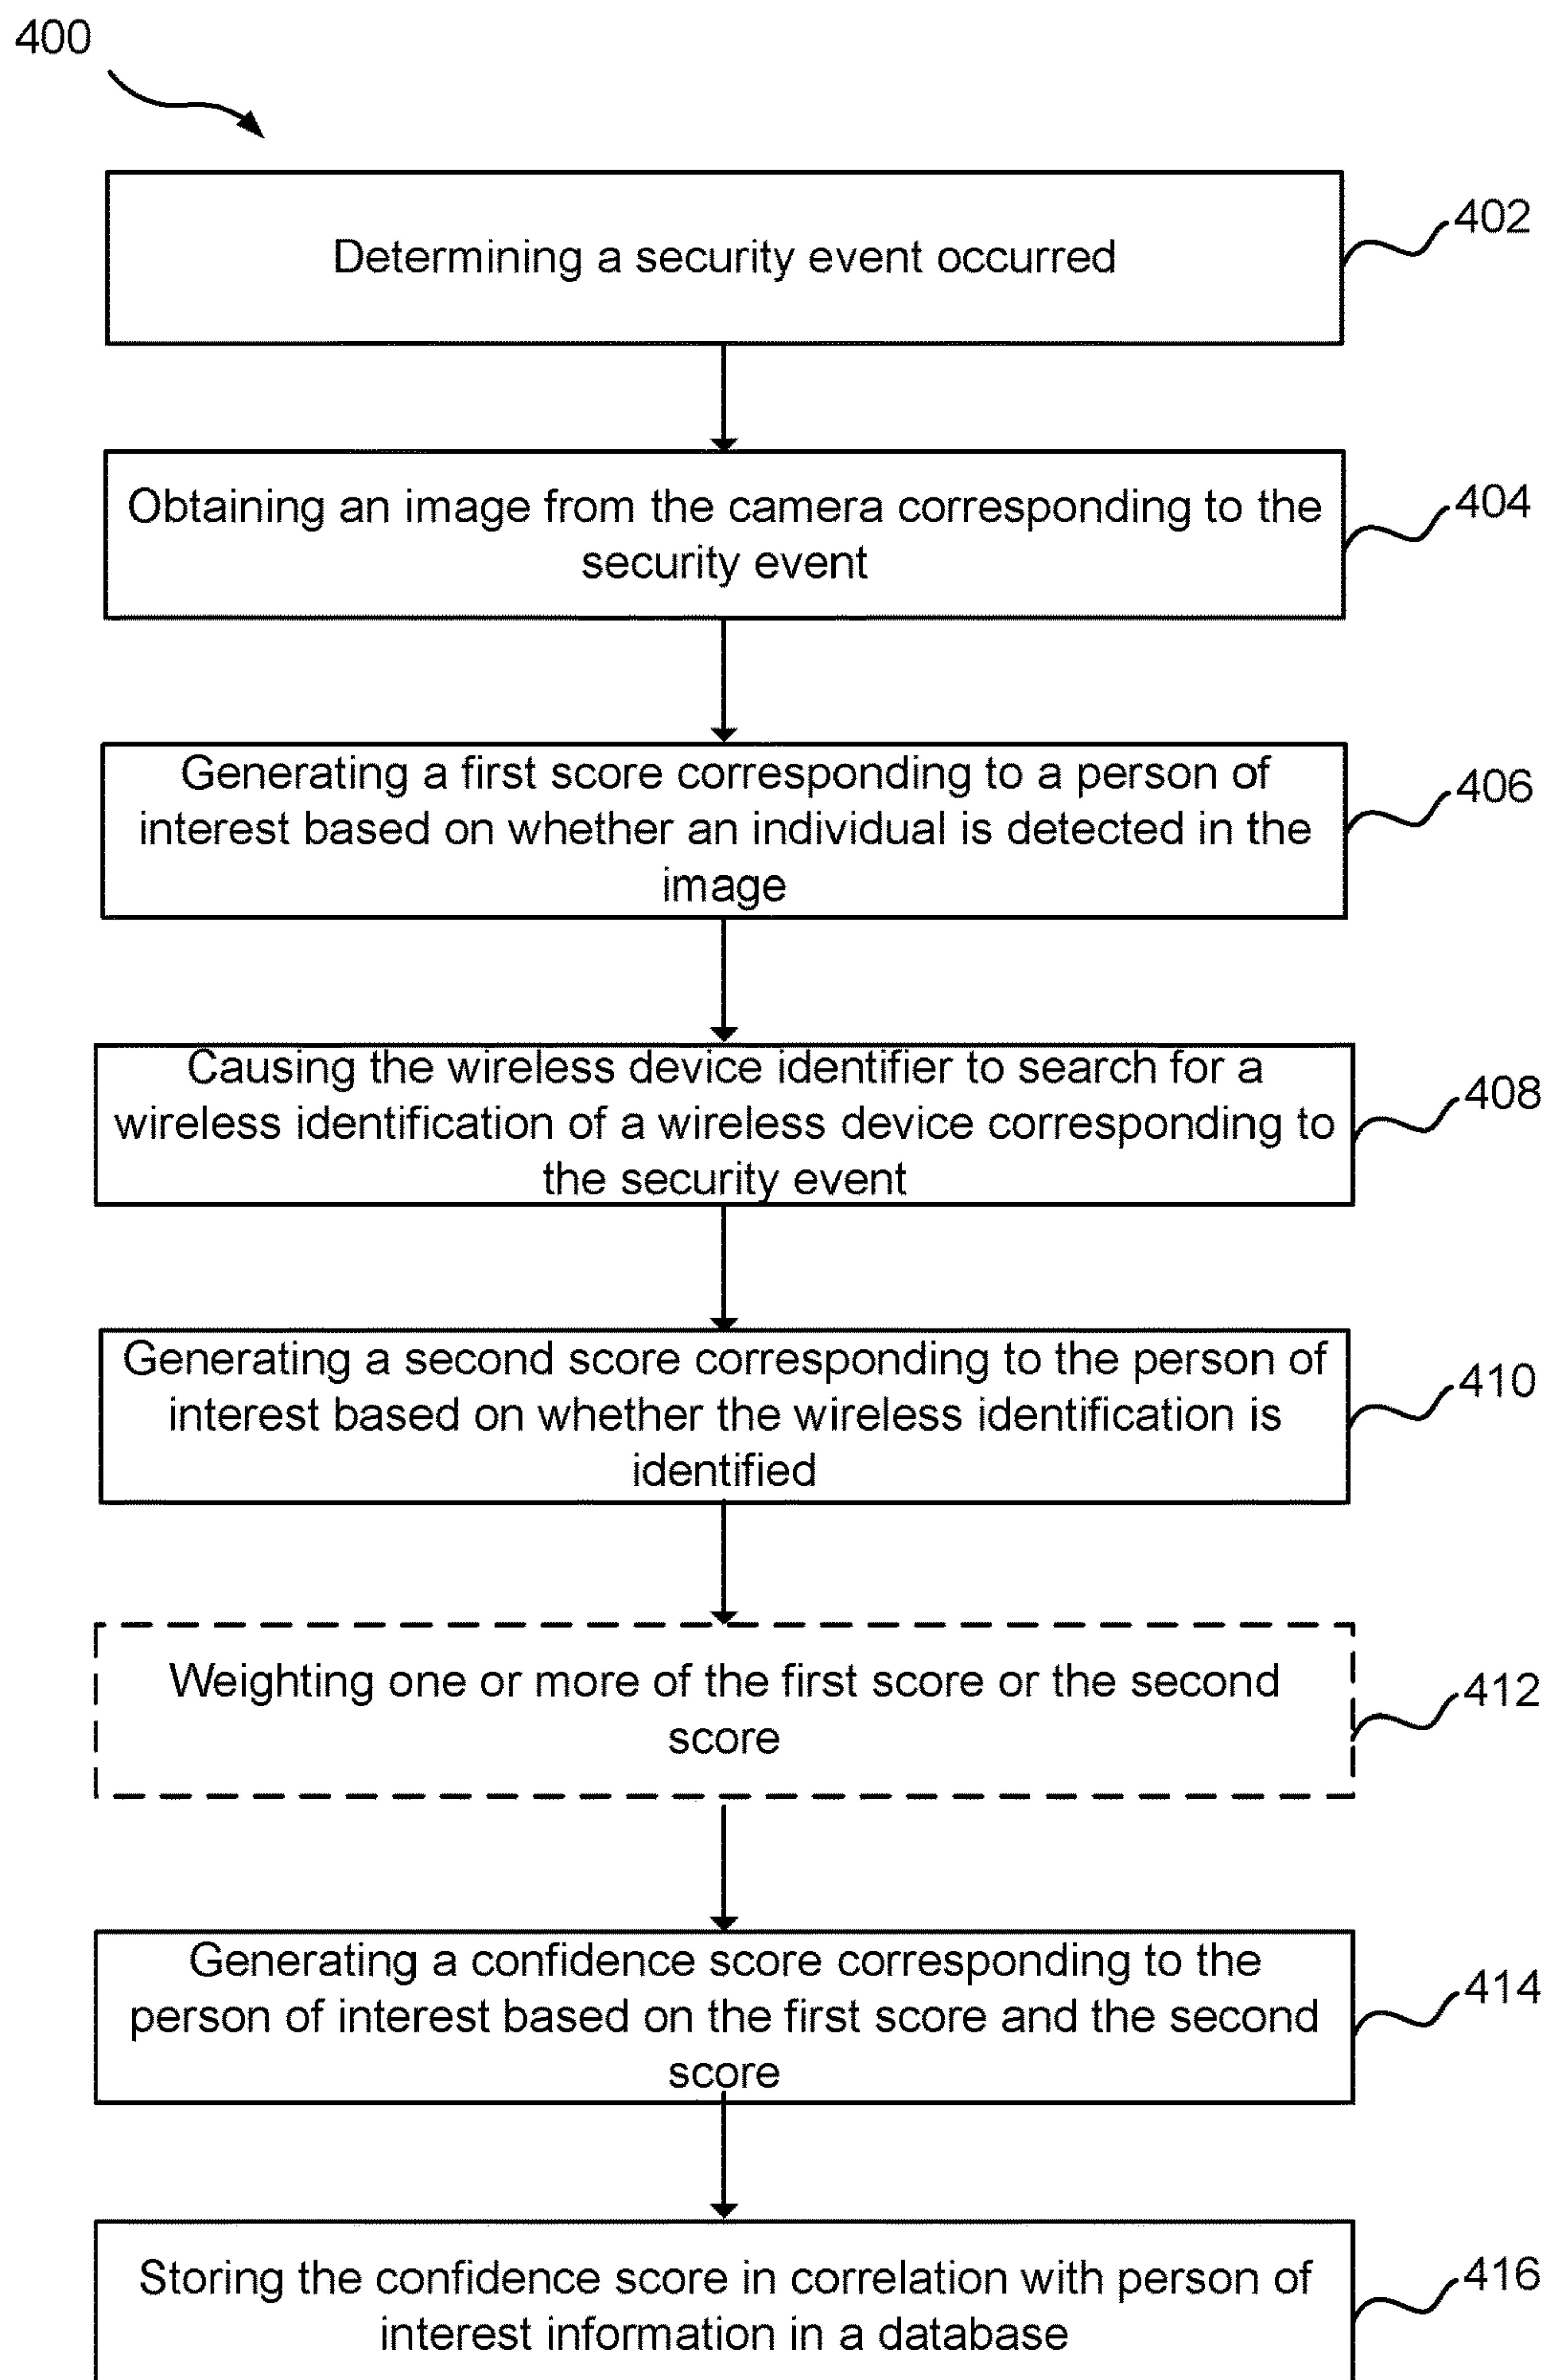 400
Determining a security event occurred
402
Obtaining an image from the camera corresponding to the
security event
404
Generating a first score corresponding to a person of
interest based on whether an individual is detected in the
image
406
Causing the wireless device identifier to search for a
wireless identification of a wireless device corresponding to
the security event
408
Generating a second score corresponding to the person of
interest based on whether the wireless identification is
identified
410
Weighting one or more of the first score or the second
score
412
Generating a confidence score corresponding to the
person of interest based on the first score and the second
score
414
Storing the confidence score in correlation with person of
interest information in a database
416